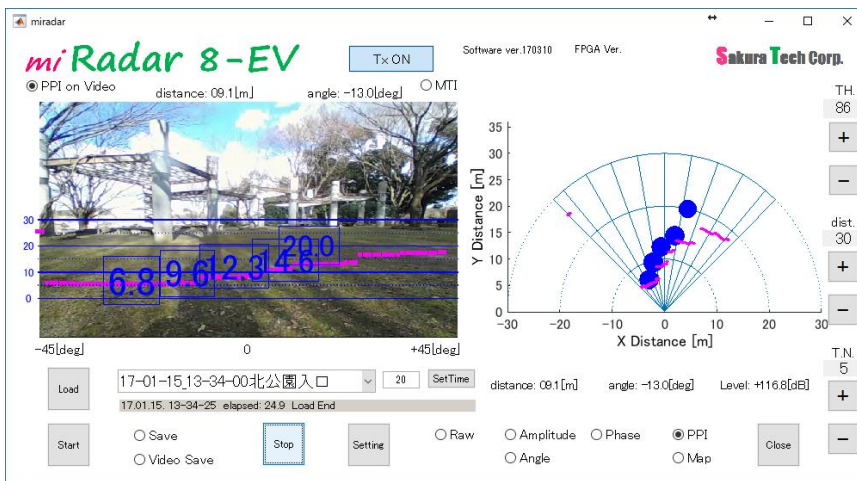 miradar
mi Radar 8-EV
Tx ON
Software ver.170310 FPGA Ver.
Sakura Tech Corp.
PPI on Video distance: 09.1[m] angle: -13.0[deg] MTI
TH.
86
+
−
30
20
10
0
6.8 9.6 12.3 14.6 20.0
-45[deg] 0 +45[deg]
Y Distance [m]
35
30
25
20
15
10
5
0
-30 -20 -10 0 10 20 30
X Distance [m]
dist.
30
+
−
T.N.
5
+
−
Load
17-01-15_13-34-00北公園入口 20 SetTime
17.01.15. 13-34-25 elapsed: 24.9 Load End
distance: 09.1[m] angle: -13.0[deg] Level: +116.8[dB]
Start
Save
Video Save
Stop
Setting
Raw Amplitude Phase PPI
Angle Map
Close